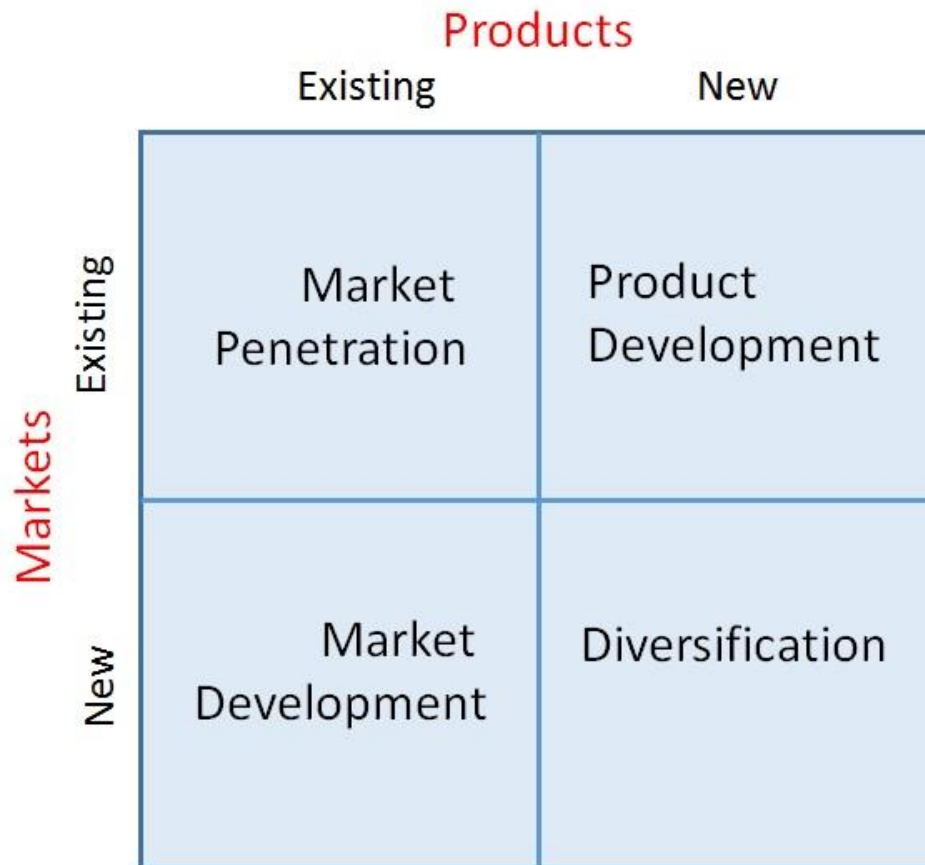 Products
Existing New
Existing
Market
Penetration
Product
Development
Markets
New
Market
Development
Diversification